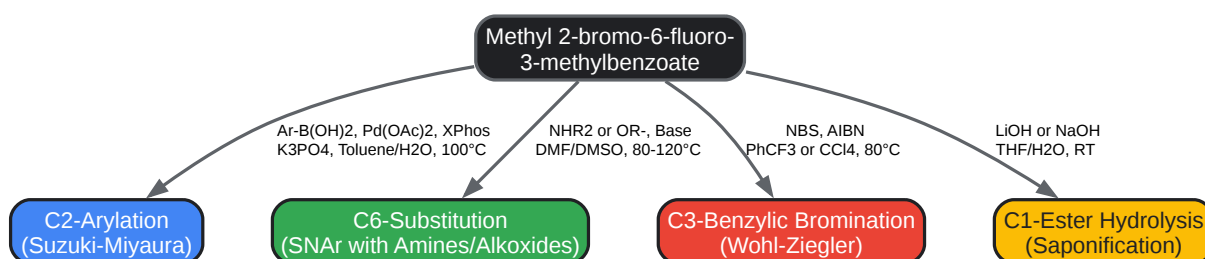 Methyl 2-bromo-6-fluoro-
3-methylbenzoate
Ar-B(OH)2, Pd(OAc)2, XPhos
K3PO4, Toluene/H2O, 100°C
NHR2 or OR-, Base
DMF/DMSO, 80-120°C
NBS, AIBN
PhCF3 or CCl4, 80°C
LiOH or NaOH
THF/H2O, RT
C2-Arylation
(Suzuki-Miyaura)
C6-Substitution
(SNAr with Amines/Alkoxides)
C3-Benzylic Bromination
(Wohl-Ziegler)
C1-Ester Hydrolysis
(Saponification)